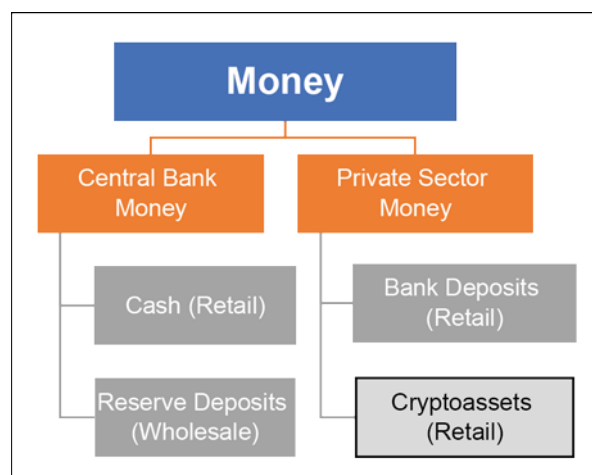 Money
Central Bank
Money
Private Sector
Money
Cash (Retail)
Bank Deposits
(Retail)
Reserve Deposits
(Wholesale)
Cryptoassets
(Retail)